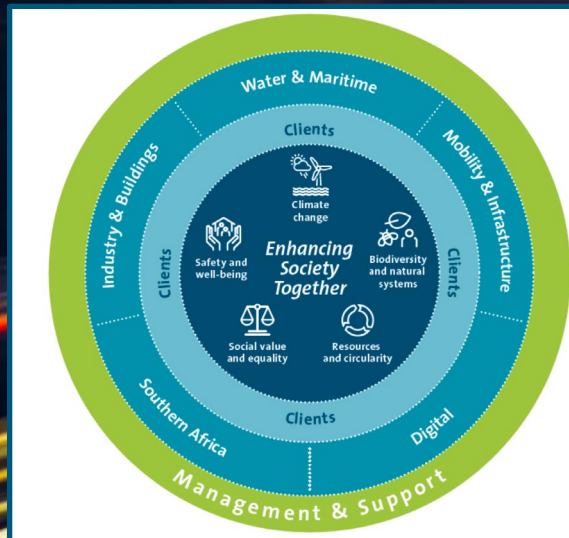 Water & Maritime
Clients
Industry & Buildings
Mobility & Infrastructure
Climate
change
Safety and
well-being
Enhancing
Society
Together
Biodiversity
and natural
systems
Clients
Clients
Social value
and equality
Resources
and circularity
Clients
Southern Africa
Digital
Management & Support